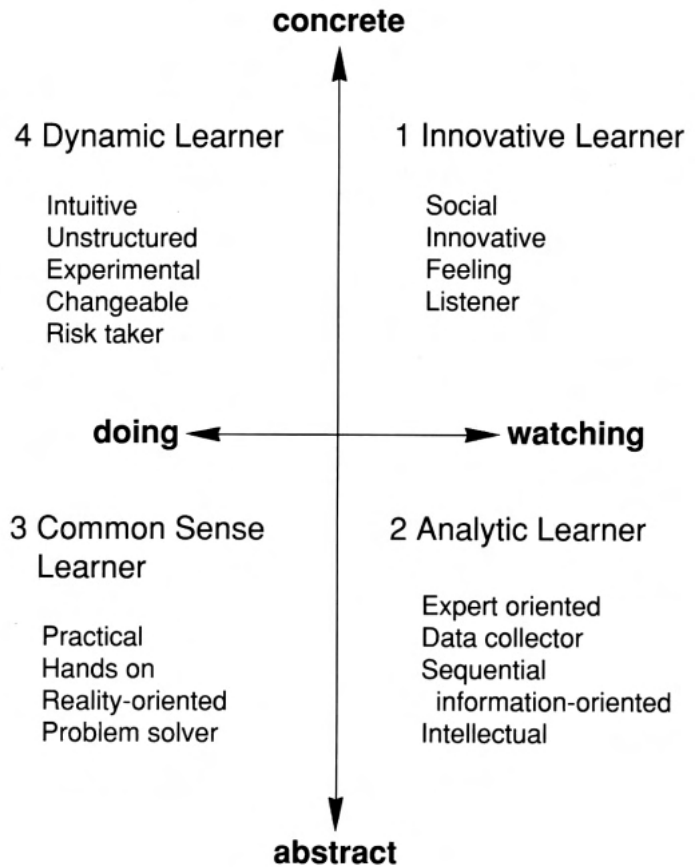 concrete
4 Dynamic Learner
Intuitive
Unstructured
Experimental
Changeable
Risk taker
1 Innovative Learner
Social
Innovative
Feeling
Listener
doing
watching
3 Common Sense
Learner
Practical
Hands on
Reality-oriented
Problem solver
2 Analytic Learner
Expert oriented
Data collector
Sequential
information-oriented
Intellectual
abstract